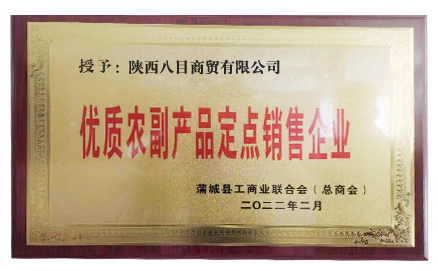 授予：陕西八目商贸有限公司
优质农副产品定点销售企业
蒲城县工商业联合会（总商会）
二〇二二年二月